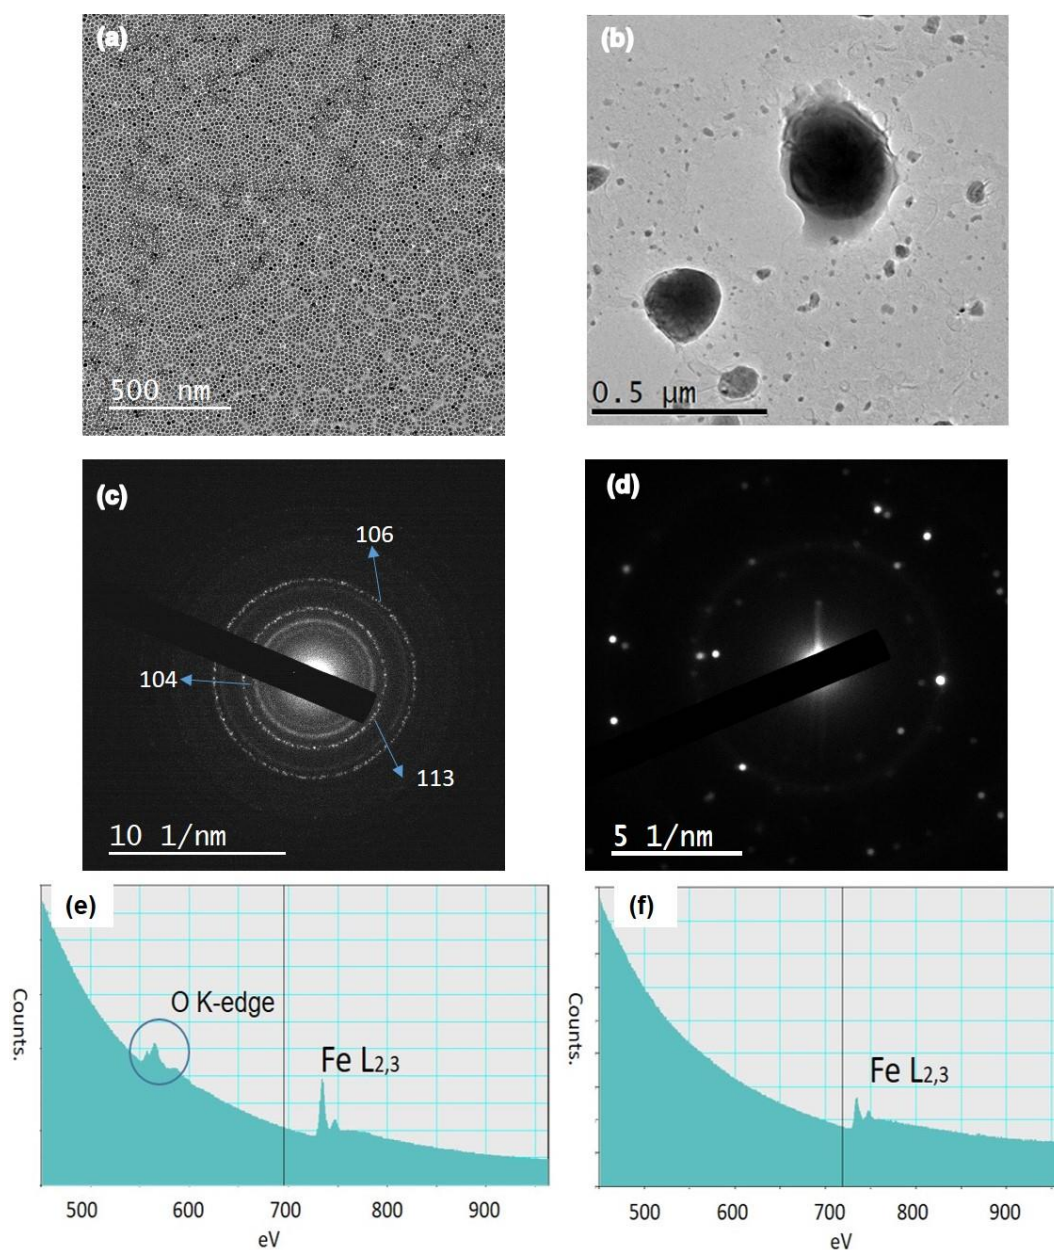 (a)
500 nm
(b)
0.5 μm
(c)
106
104
113
10 1/nm
(d)
5 1/nm
(e)
O K-edge
Fe L2,3
Counts.
500 600 700 800 900
eV
(f)
Fe L2,3
Counts.
500 600 700 800 900
eV